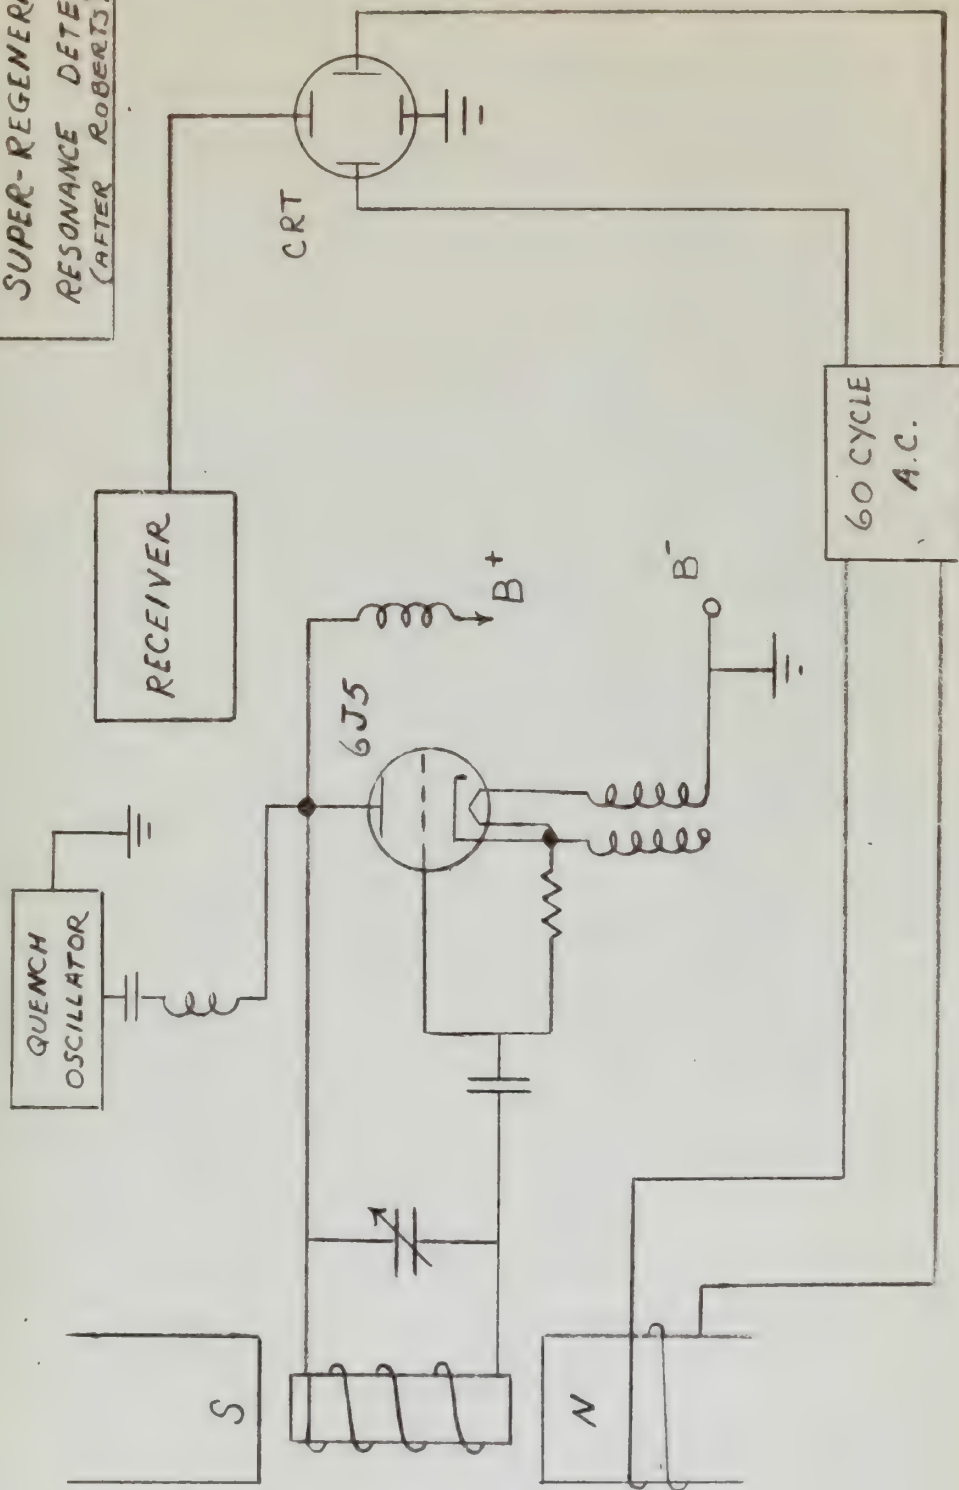 SUPER-REGENER
RESONANCE DETE
(AFTER ROBERTS)
QUENCH
OSCILLATOR
RECEIVER
CRT
6J5
B+
B-
S
N
60 CYCLE
A.C.